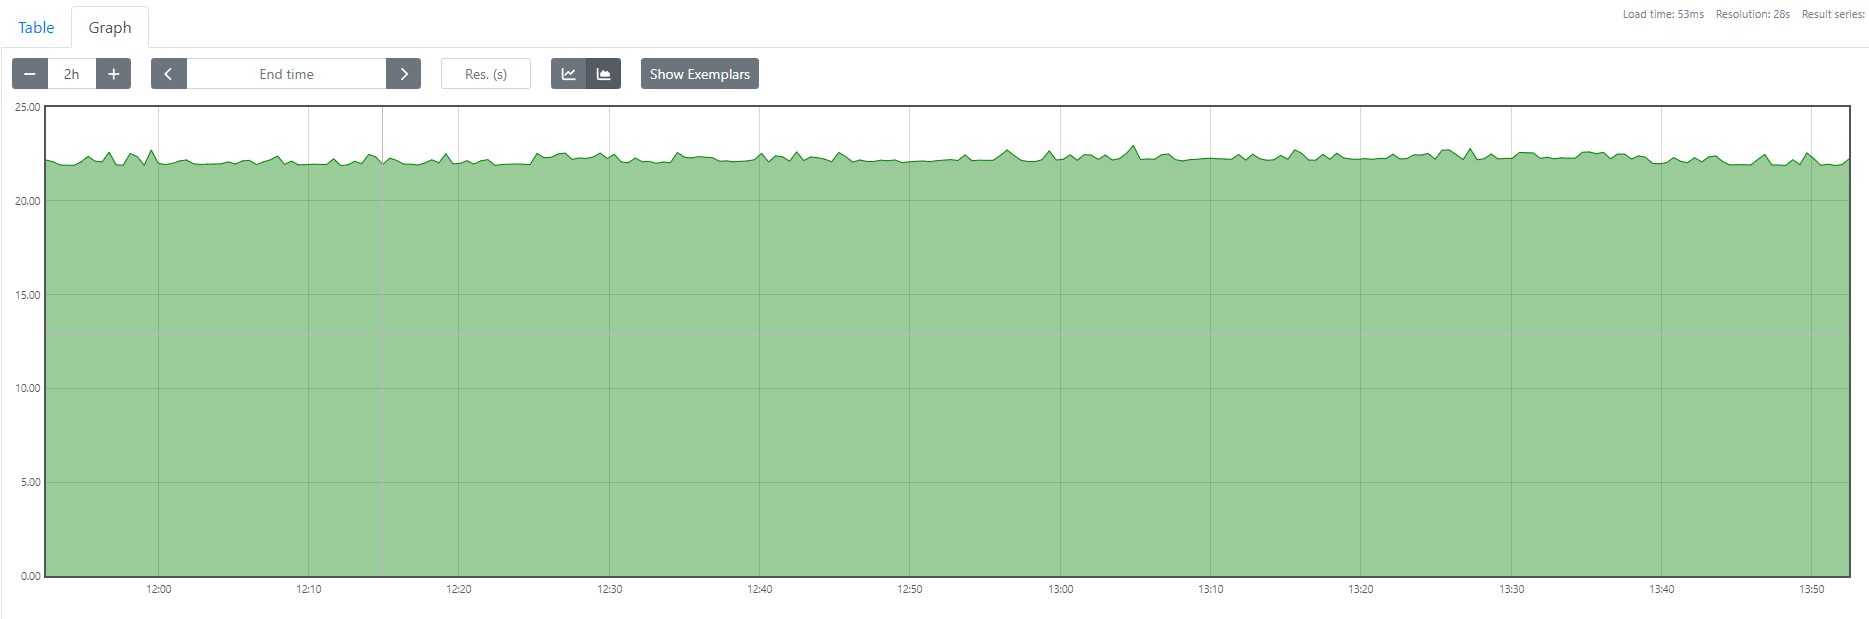 Table Graph Load time: 53ms Resolution: 28s Result series:
2h End time Res. (s) Show Exemplars
25.00
20.00
15.00
10.00
5.00
0.00
12:00 12:10 12:20 12:30 12:40 12:50 13:00 13:10 13:20 13:30 13:40 13:50